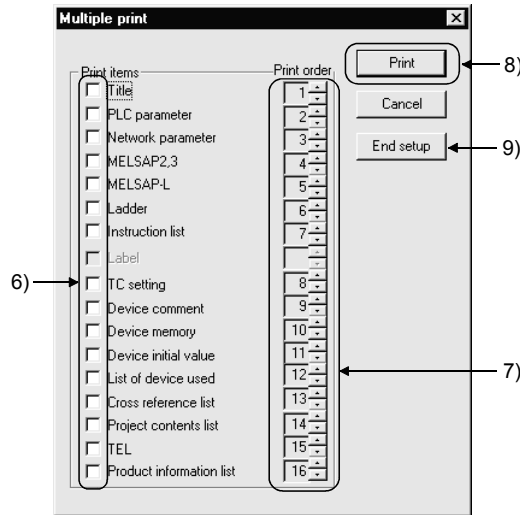 Multiple print
Print items Print order
Title 1
PLC parameter 2
Network parameter 3
MELSAP2,3 4
MELSAP-L 5
Ladder 6
Instruction list 7
Label
TC setting 8
Device comment 9
Device memory 10
Device initial value 11
List of device used 12
Cross reference list 13
Project contents list 14
TEL 15
Product information list 16
Print
Cancel
End setup
6)
7)
8)
9)